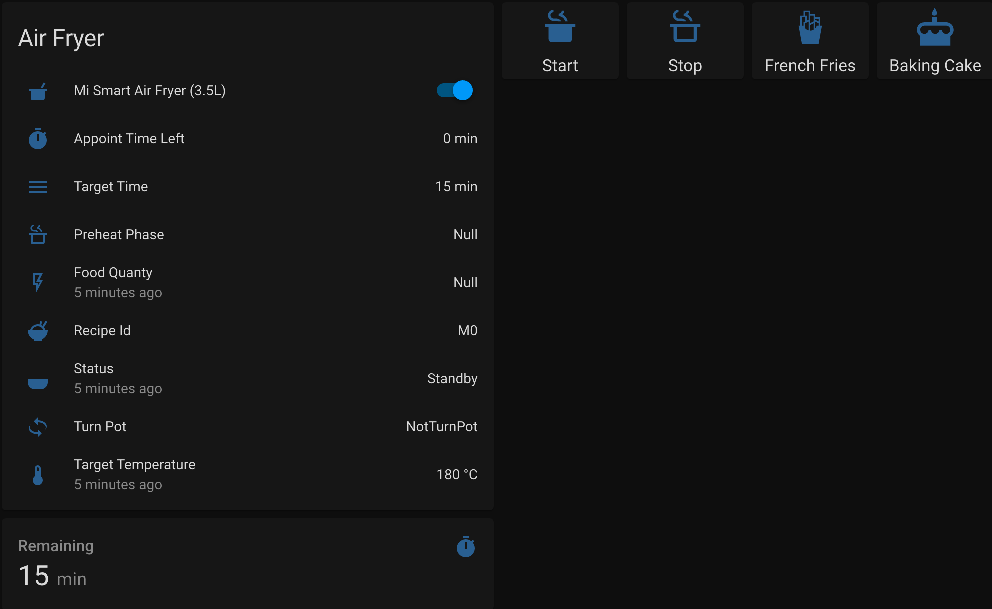 Air Fryer
Mi Smart Air Fryer (3.5L)
Appoint Time Left 0 min
Target Time 15 min
Preheat Phase Null
Food Quanty
5 minutes ago
Null
Recipe Id M0
Status
5 minutes ago
Standby
Turn Pot NotTurnPot
Target Temperature
5 minutes ago
180 °C
Remaining
15 min
Start
Stop
French Fries
Baking Cake